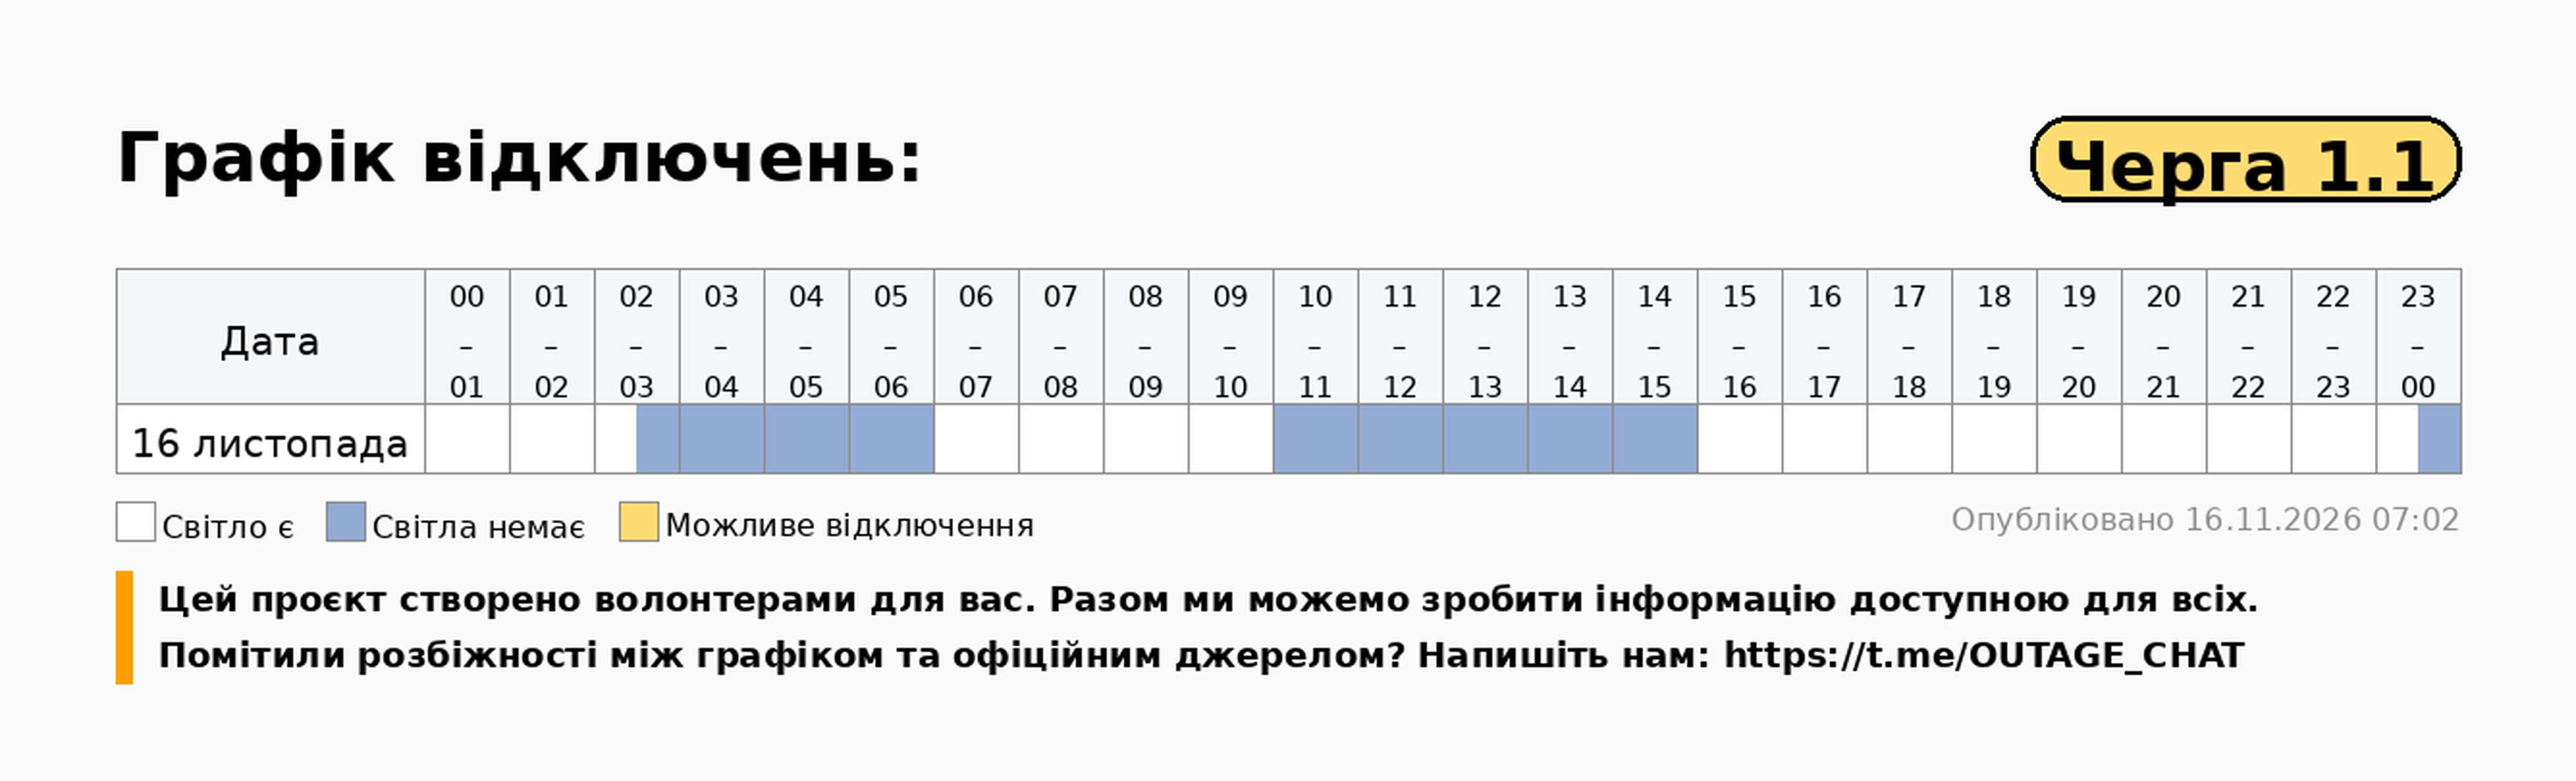 Графік відключень:
Черга 1.1
Дата 00 – 01 01 – 02 02 – 03 03 – 04 04 – 05 05 – 06 06 – 07 07 – 08 08 – 09 09 – 10 10 – 11 11 – 12 12 – 13 13 – 14 14 – 15 15 – 16 16 – 17 17 – 18 18 – 19 19 – 20 20 – 21 21 – 22 22 – 23 23 – 00
16 листопада
Світло є Світла немає Можливе відключення
Опубліковано 16.11.2026 07:02
Цей проєкт створено волонтерами для вас. Разом ми можемо зробити інформацію доступною для всіх.
Помітили розбіжності між графіком та офіційним джерелом? Напишіть нам: https://t.me/OUTAGE_CHAT